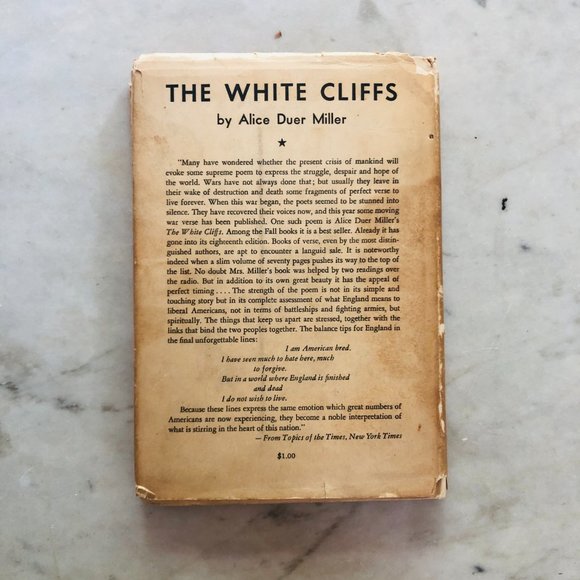 THE WHITE CLIFFS
by Alice Duer Miller
★
"Many have wondered whether the present crisis of mankind will
evoke some supreme poem to express the struggle, despair and hope of
the world. Wars have not always done that; but usually they leave in
their wake of destruction and death some fragments of perfect verse to
live forever. When this war began, the poets seemed to be stunned into
silence. They have recovered their voices now, and this year some moving
war verse has been published. One such poem is Alice Duer Miller's
The White Cliffs. Among the Fall books it is a best seller. Already it has
gone into its eighteenth edition. Books of verse, even by the most distin-
guished authors, are apt to encounter a languid sale. It is noteworthy
indeed when a slim volume of seventy pages pushes its way to the top of
the list. No doubt Mrs. Miller's book was helped by two readings over
the radio. But in addition to its own great beauty it has the appeal of
perfect timing . . . . The strength of the poem is not in its simple and
touching story but in its complete assessment of what England means to
liberal Americans, not in terms of battleships and fighting armies, but
spiritually. The things that keep us apart are stressed, together with the
links that bind the two peoples together. The balance tips for England in
the final unforgettable lines:
I am American bred.
I have seen much to hate here, much
to forgive.
But in a world where England is finished
and dead
I do not wish to live.
Because these lines express the same emotion which great numbers of
Americans are now experiencing, they become a noble interpretation of
what is stirring in the heart of this nation."
—From Topics of the Times, New York Times
$1.00